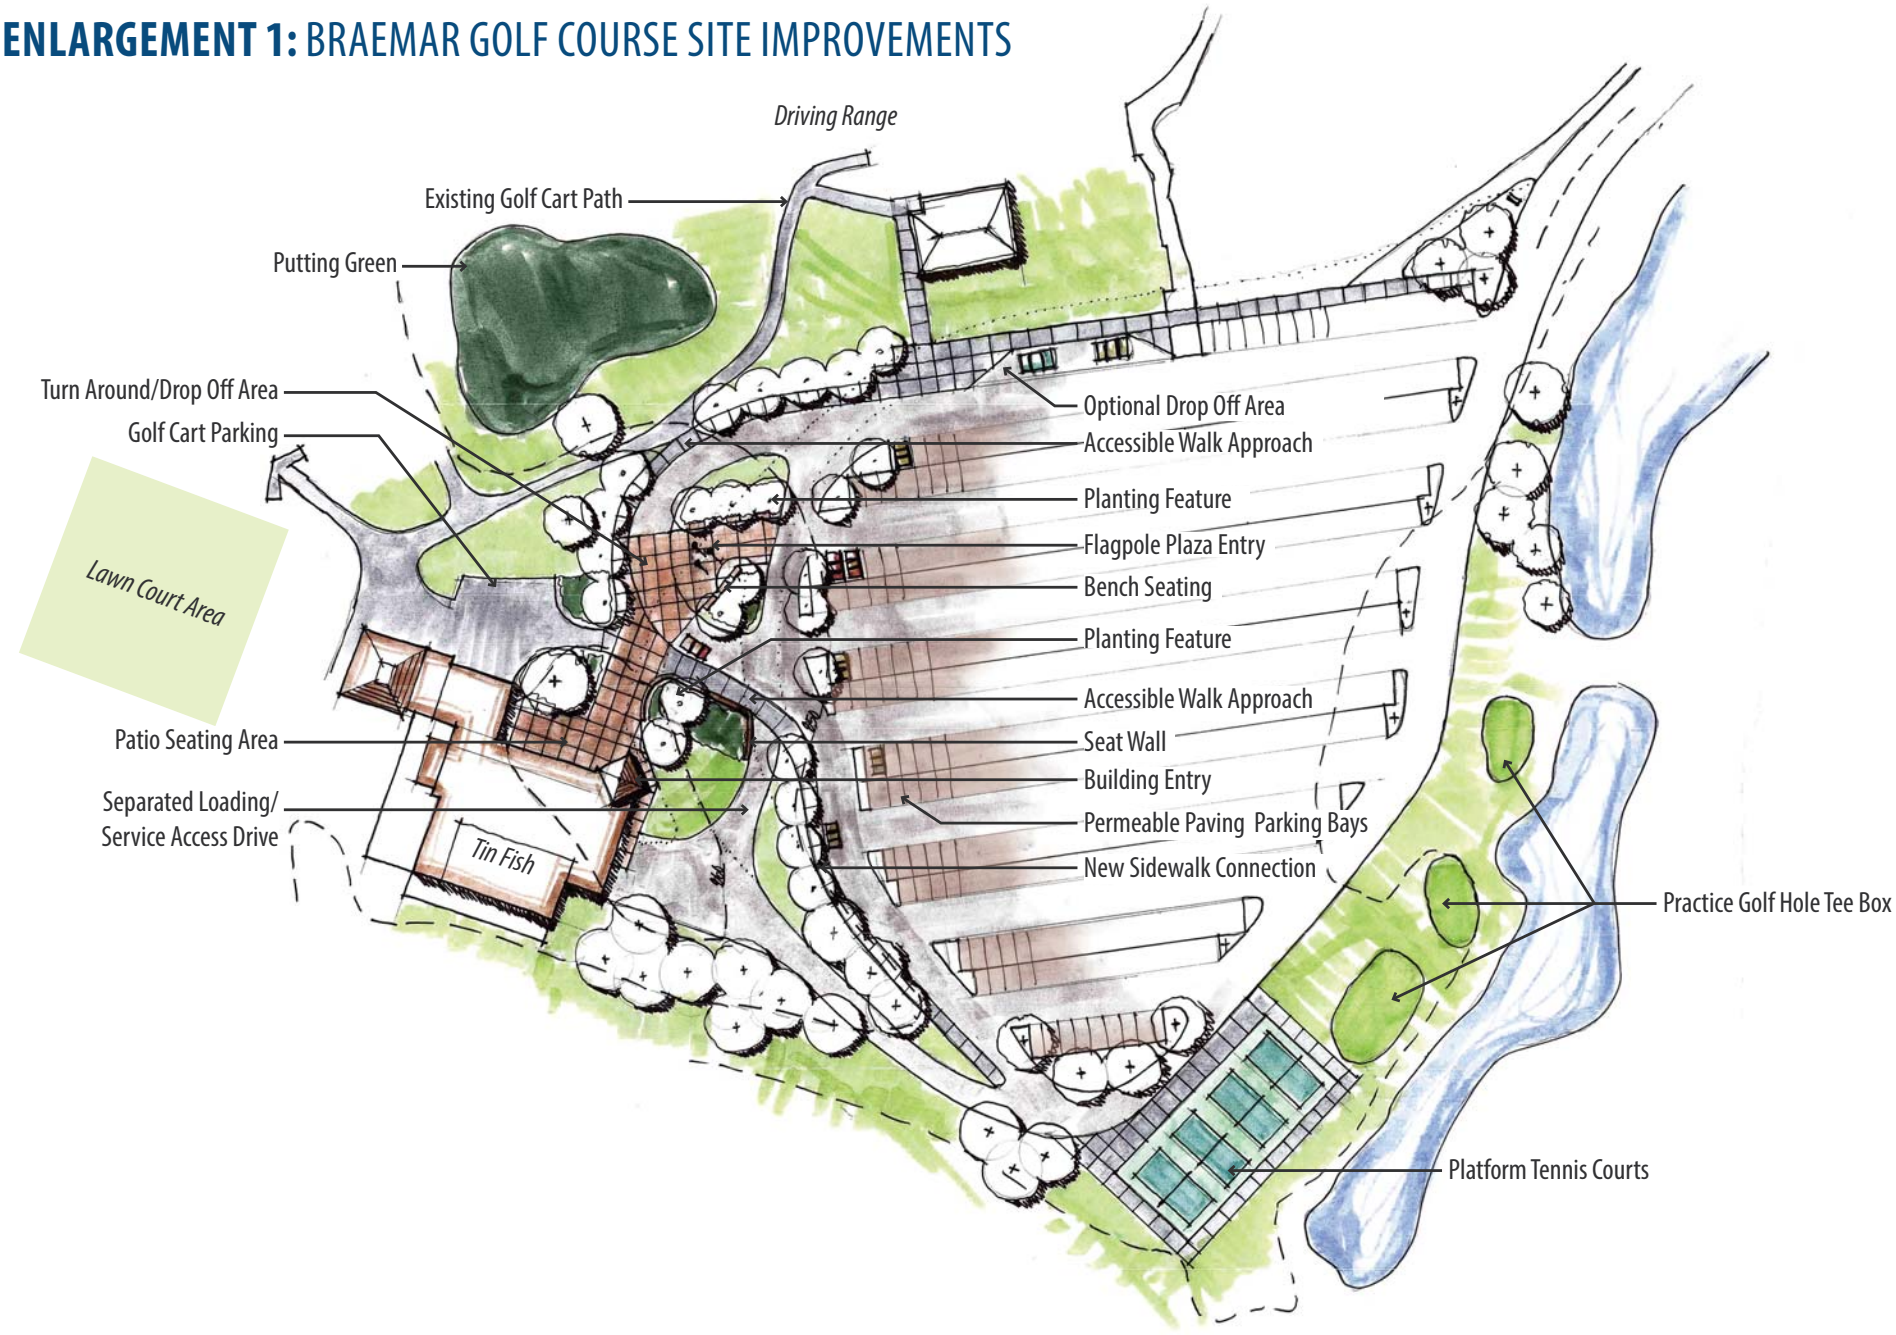 ENLARGEMENT 1: BRAEMAR GOLF COURSE SITE IMPROVEMENTS
Driving Range
Existing Golf Cart Path
Putting Green
Turn Around/Drop Off Area
Golf Cart Parking
Lawn Court Area
Patio Seating Area
Separated Loading/
Service Access Drive
Tin Fish
Optional Drop Off Area
Accessible Walk Approach
Planting Feature
Flagpole Plaza Entry
Bench Seating
Planting Feature
Accessible Walk Approach
Seat Wall
Building Entry
Permeable Paving Parking Bays
New Sidewalk Connection
Practice Golf Hole Tee Box
Platform Tennis Courts